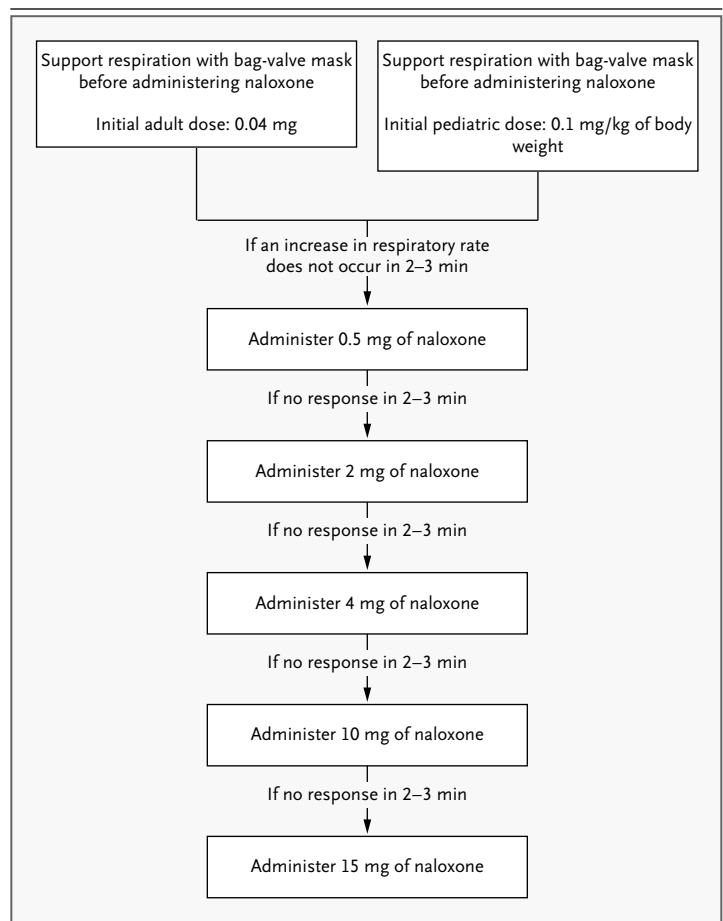 Support respiration with bag-valve mask
before administering naloxone
Initial adult dose: 0.04 mg
Support respiration with bag-valve mask
before administering naloxone
Initial pediatric dose: 0.1 mg/kg of body
weight
If an increase in respiratory rate
does not occur in 2–3 min
Administer 0.5 mg of naloxone
If no response in 2–3 min
Administer 2 mg of naloxone
If no response in 2–3 min
Administer 4 mg of naloxone
If no response in 2–3 min
Administer 10 mg of naloxone
If no response in 2–3 min
Administer 15 mg of naloxone